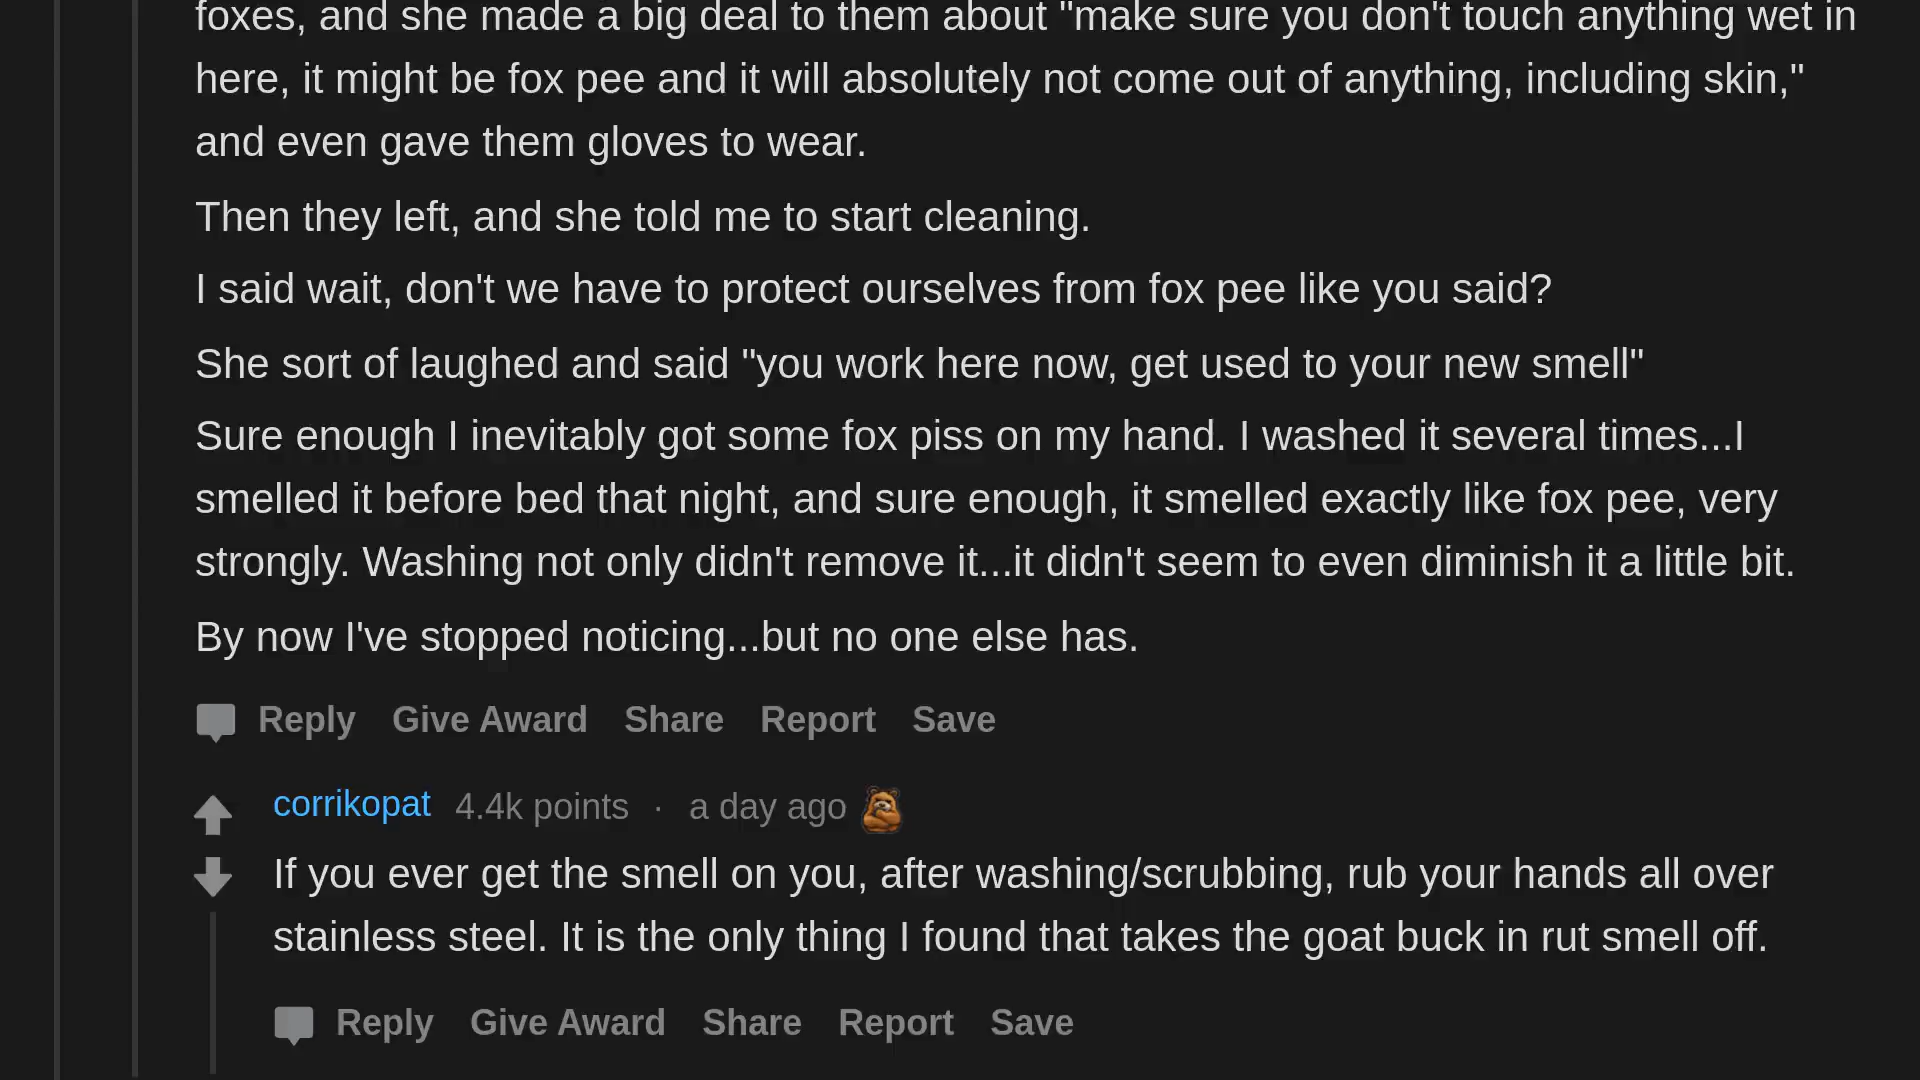 foxes, and she made a big deal to them about "make sure you don't touch anything wet in
here, it might be fox pee and it will absolutely not come out of anything, including skin,"
and even gave them gloves to wear.
Then they left, and she told me to start cleaning.
I said wait, don't we have to protect ourselves from fox pee like you said?
She sort of laughed and said "you work here now, get used to your new smell"
Sure enough I inevitably got some fox piss on my hand. I washed it several times...I
smelled it before bed that night, and sure enough, it smelled exactly like fox pee, very
strongly. Washing not only didn't remove it...it didn't seem to even diminish it a little bit.
By now I've stopped noticing...but no one else has.
Reply Give Award Share Report Save
corrikopat 4.4k points · a day ago
If you ever get the smell on you, after washing/scrubbing, rub your hands all over
stainless steel. It is the only thing I found that takes the goat buck in rut smell off.
Reply Give Award Share Report Save